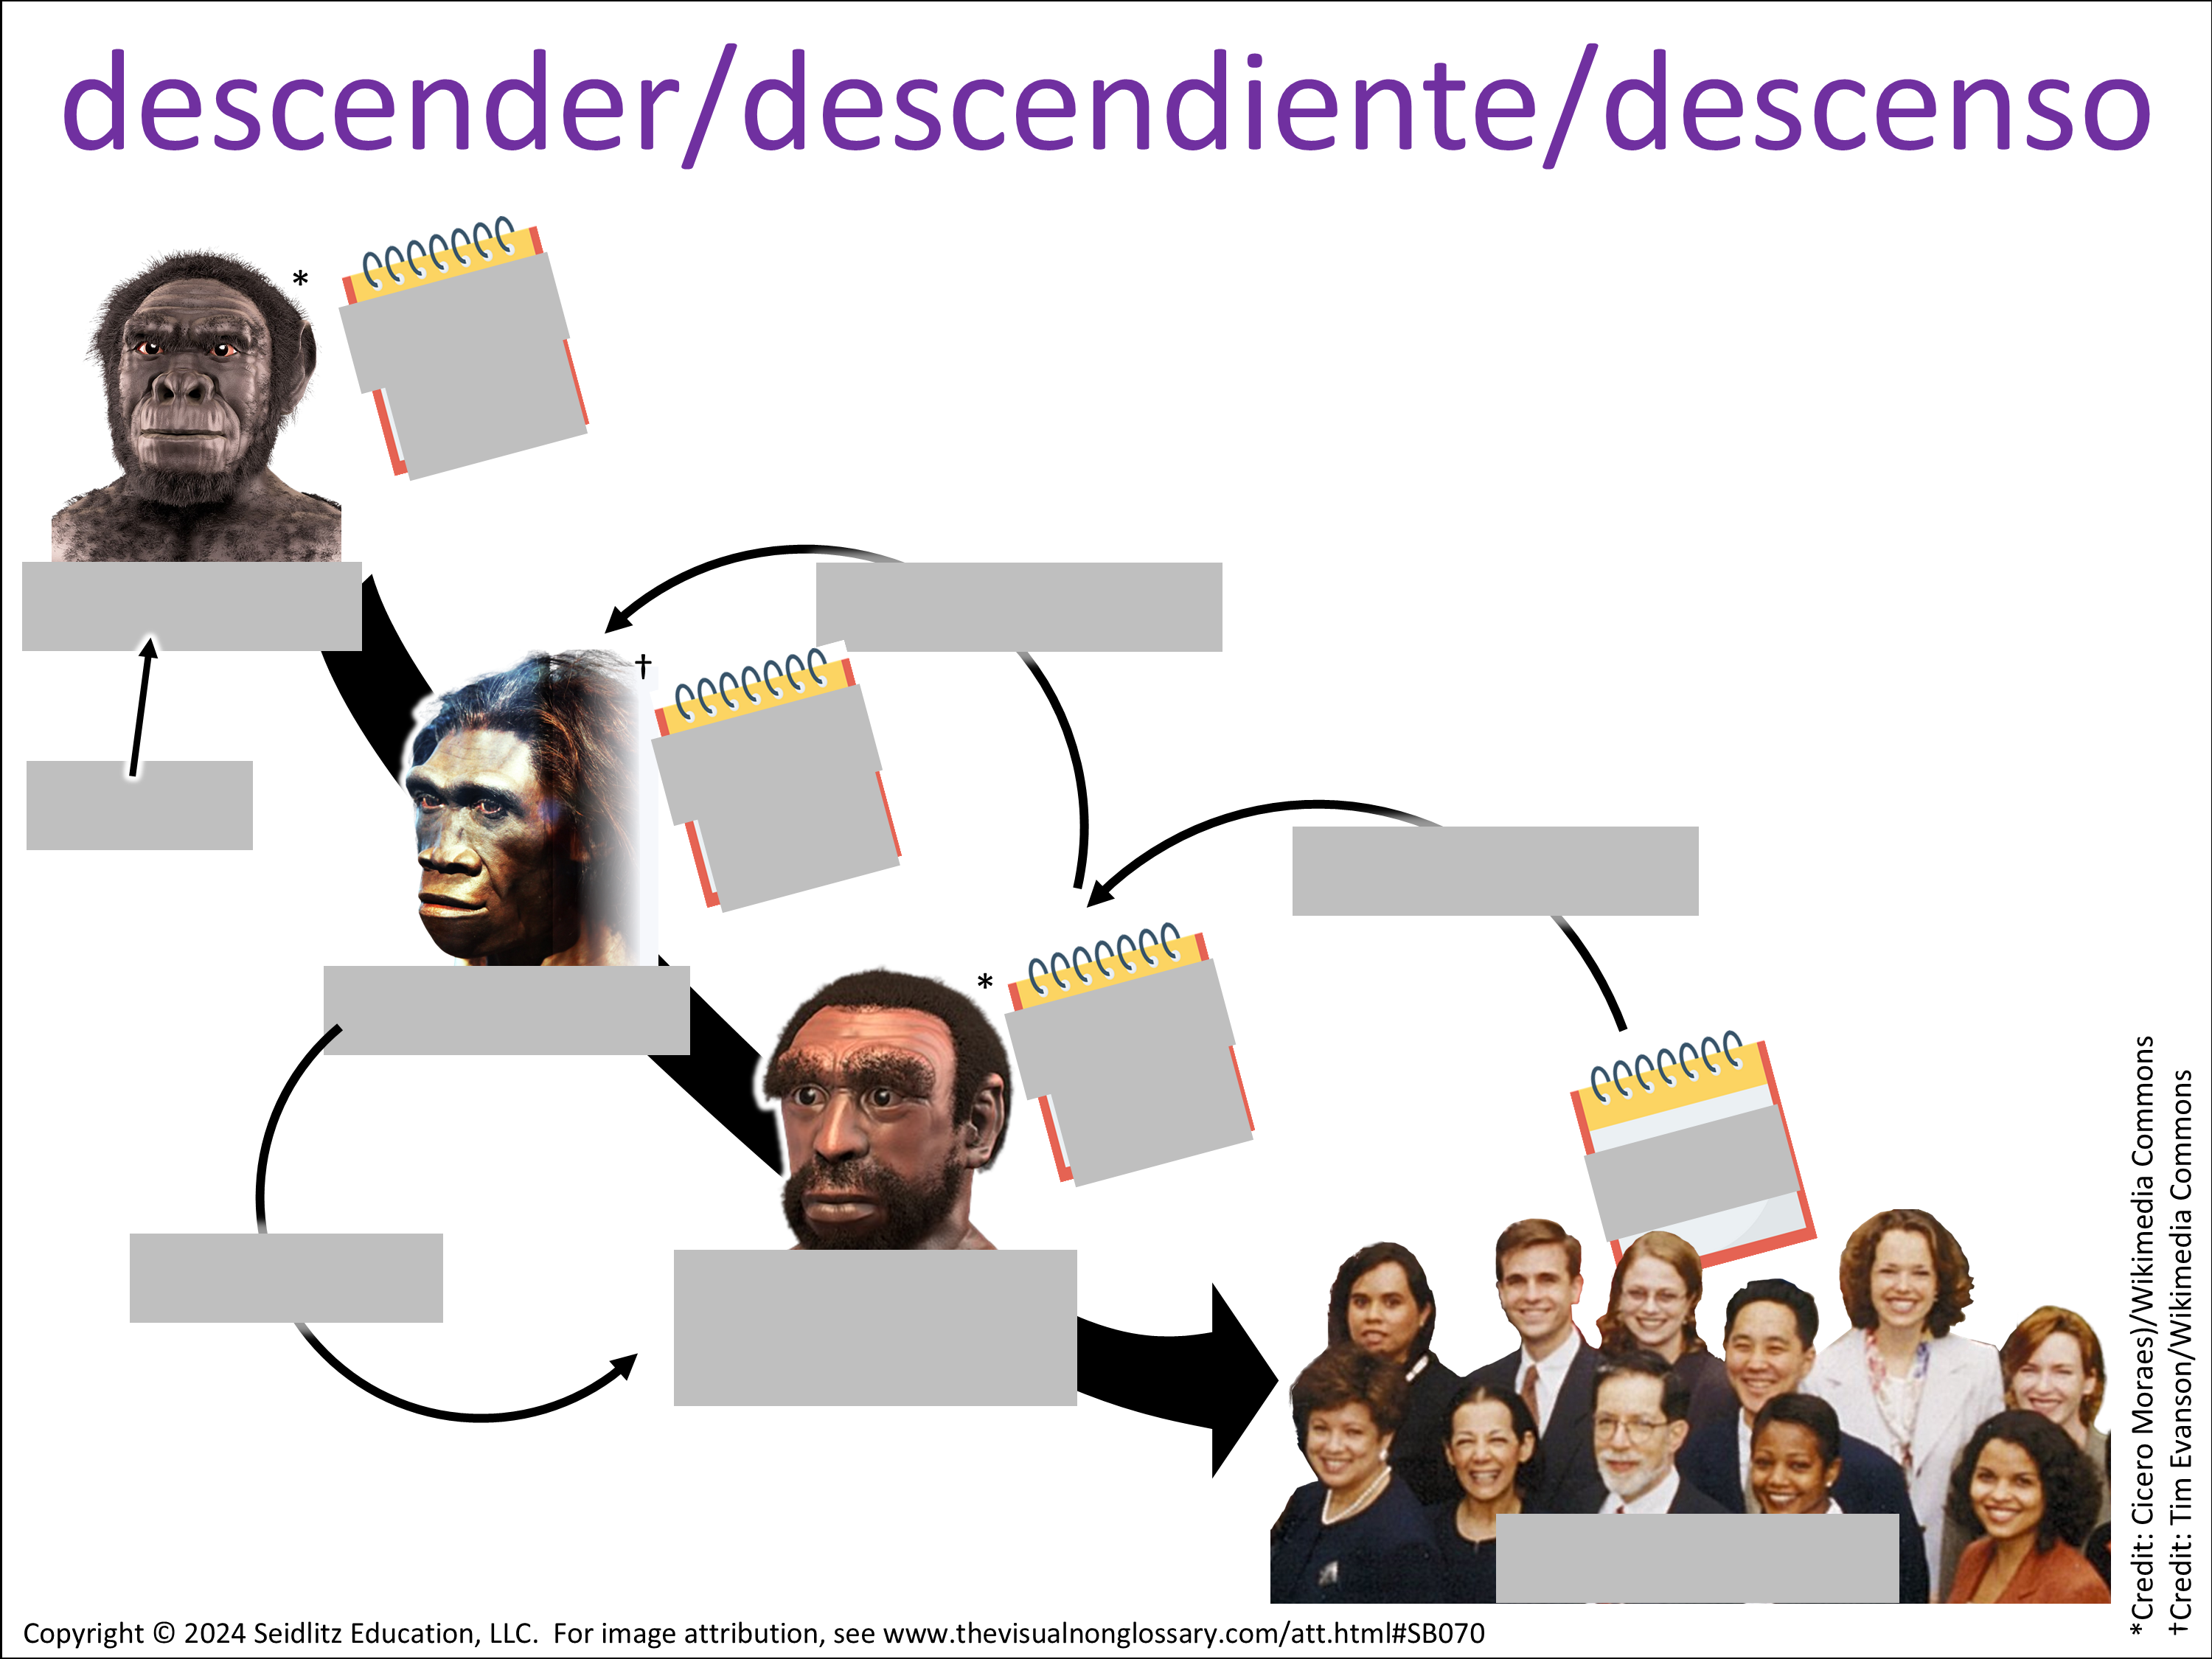 descender/descendiente/descenso
*
†
*
*Credit: Cicero Moraes)/Wikimedia Commons
†Credit: Tim Evanson/Wikimedia Commons
Copyright © 2024 Seidlitz Education, LLC.  For image attribution, see www.thevisualnonglossary.com/att.html#SB070